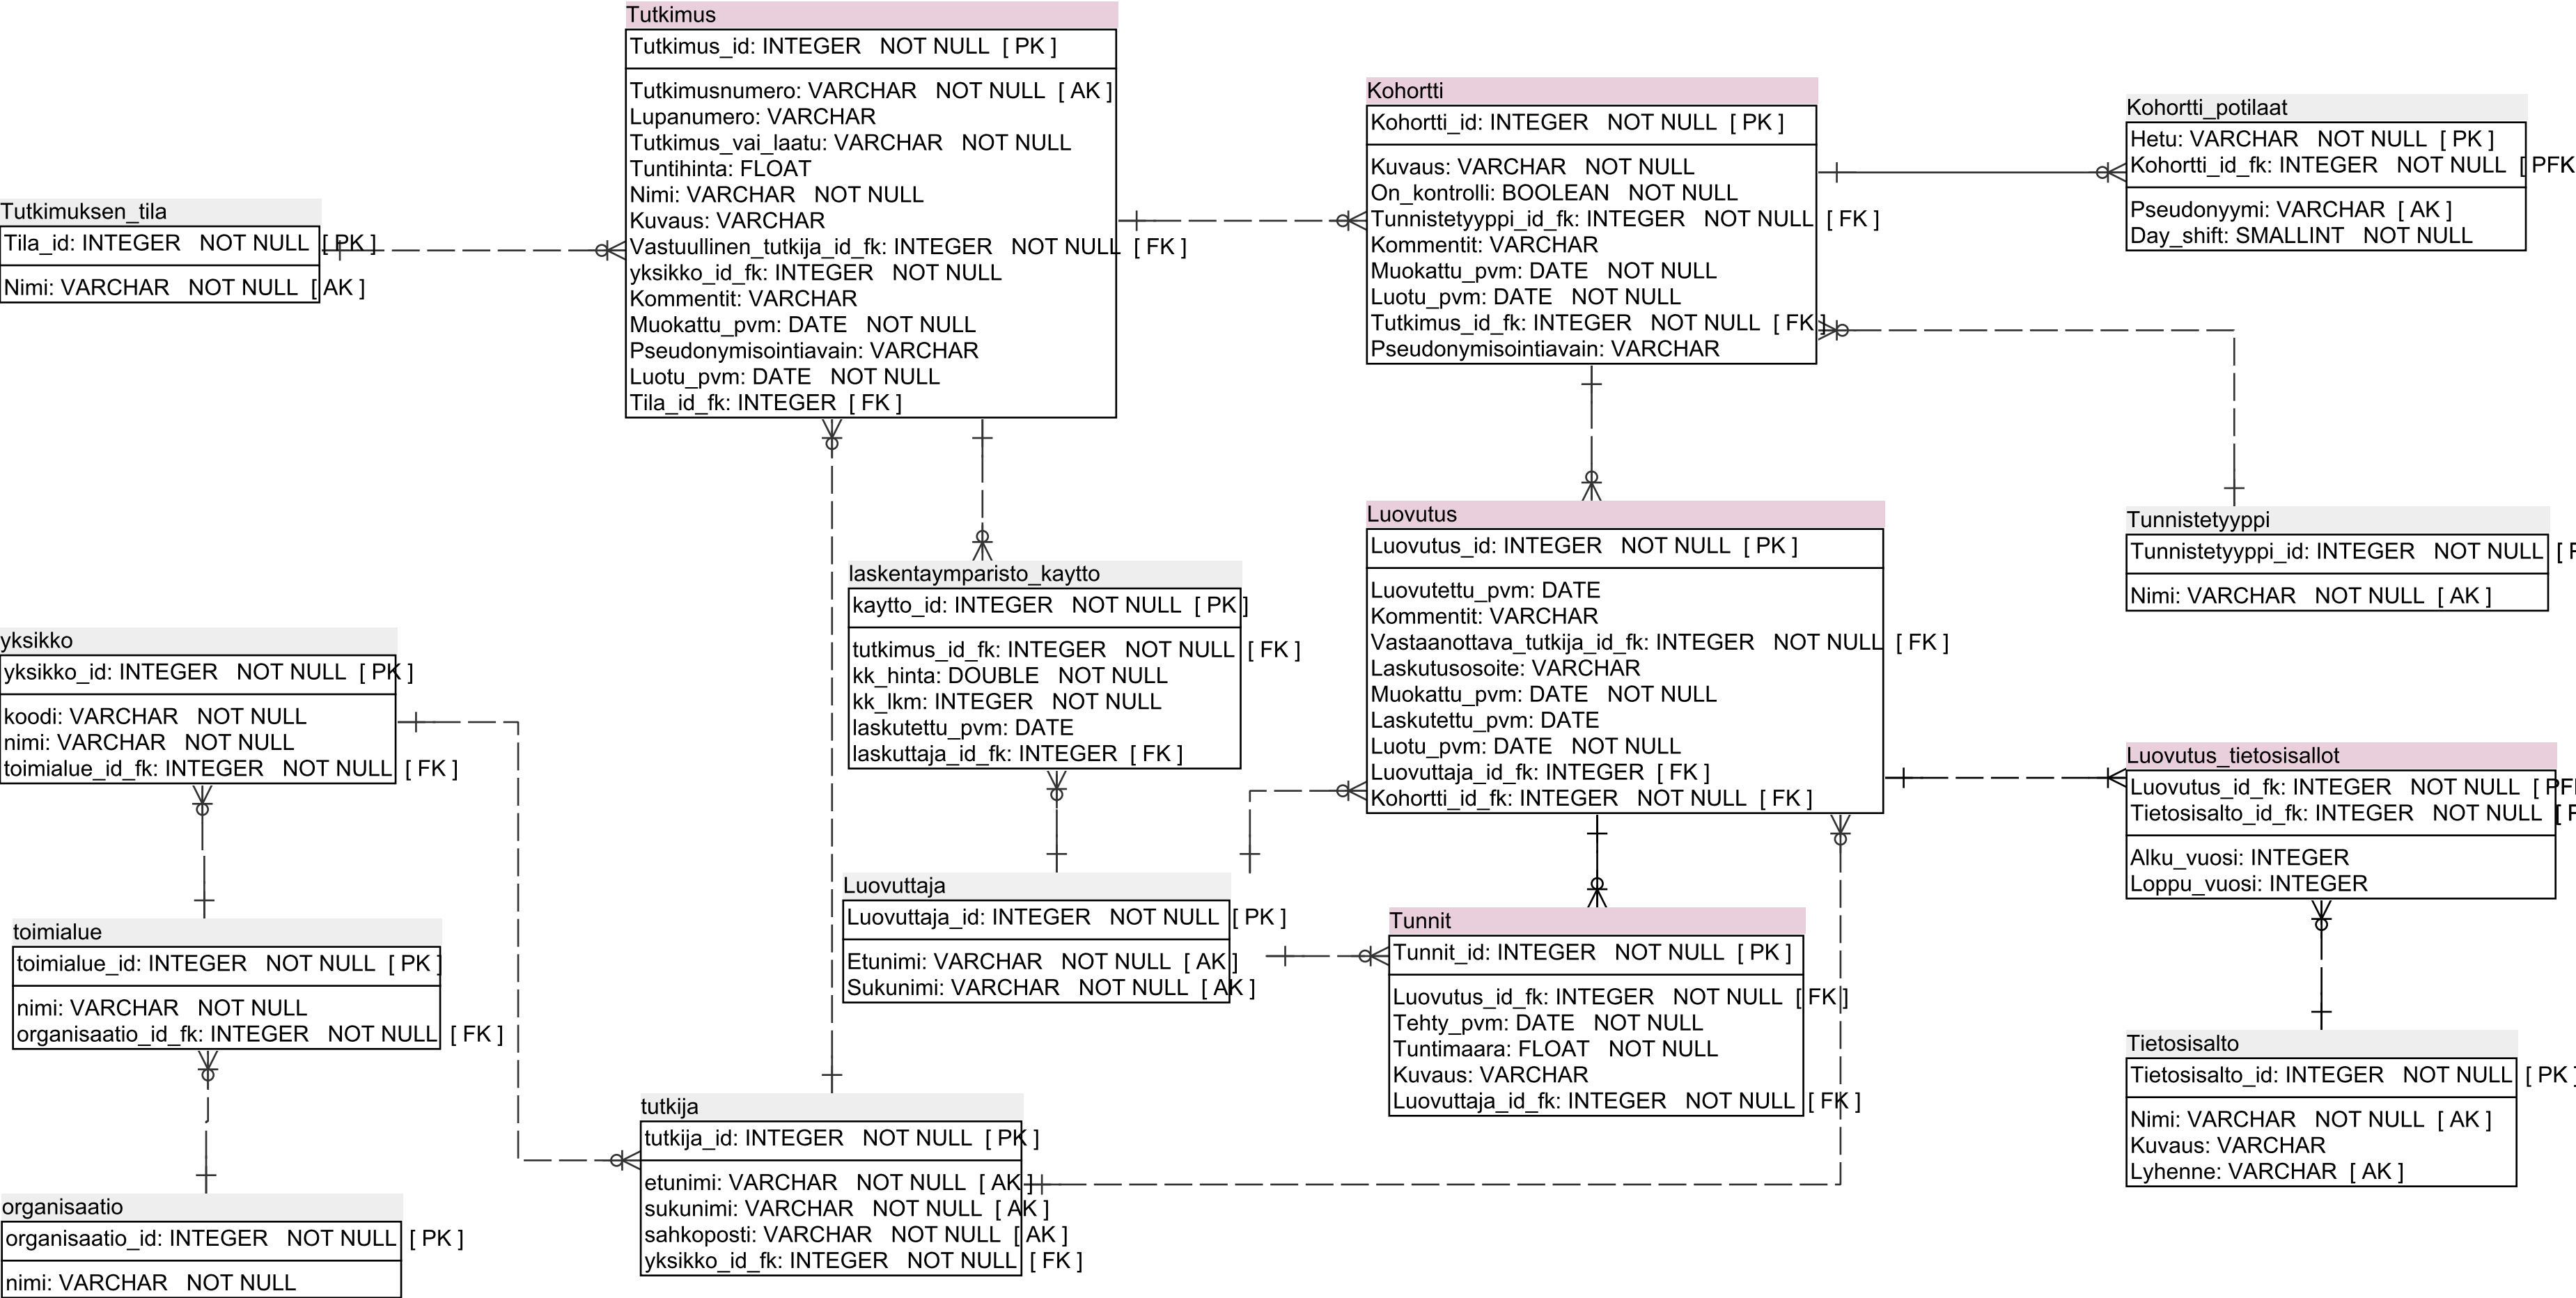 Tutkimus
Tutkimus_id: INTEGER NOT NULL [ PK ]
Tutkimusnumero: VARCHAR NOT NULL [ AK ]
Lupanumero: VARCHAR
Tutkimus_vai_laatu: VARCHAR NOT NULL
Tuntihinta: FLOAT
Nimi: VARCHAR NOT NULL
Kuvaus: VARCHAR
Vastuullinen_tutkija_id_fk: INTEGER NOT NULL [ FK ]
yksikko_id_fk: INTEGER NOT NULL
Kommentit: VARCHAR
Muokattu_pvm: DATE NOT NULL
Pseudonymisointiavain: VARCHAR
Luotu_pvm: DATE NOT NULL
Tila_id_fk: INTEGER [ FK ]
Kohortti
Kohortti_id: INTEGER NOT NULL [ PK ]
Kuvaus: VARCHAR NOT NULL
On_kontrolli: BOOLEAN NOT NULL
Tunnistetyyppi_id_fk: INTEGER NOT NULL [ FK ]
Kommentit: VARCHAR
Muokattu_pvm: DATE NOT NULL
Luotu_pvm: DATE NOT NULL
Tutkimus_id_fk: INTEGER NOT NULL [ FK ]
Pseudonymisointiavain: VARCHAR
Kohortti_potilaat
Hetu: VARCHAR NOT NULL [ PK ]
Kohortti_id_fk: INTEGER NOT NULL [ PFK
Pseudonyymi: VARCHAR [ AK ]
Day_shift: SMALLINT NOT NULL
Tutkimuksen_tila
Tila_id: INTEGER NOT NULL [ PK ]
Nimi: VARCHAR NOT NULL [ AK ]
Luovutus
Luovutus_id: INTEGER NOT NULL [ PK ]
Luovutettu_pvm: DATE
Kommentit: VARCHAR
Vastaanottava_tutkija_id_fk: INTEGER NOT NULL [ FK ]
Laskutusosoite: VARCHAR
Muokattu_pvm: DATE NOT NULL
Laskutettu_pvm: DATE
Luotu_pvm: DATE NOT NULL
Luovuttaja_id_fk: INTEGER [ FK ]
Kohortti_id_fk: INTEGER NOT NULL [ FK ]
Tunnistetyyppi
Tunnistetyyppi_id: INTEGER NOT NULL [
Nimi: VARCHAR NOT NULL [ AK ]
laskentaymparisto_kaytto
kaytto_id: INTEGER NOT NULL [ PK ]
tutkimus_id_fk: INTEGER NOT NULL [ FK ]
kk_hinta: DOUBLE NOT NULL
kk_lkm: INTEGER NOT NULL
laskutettu_pvm: DATE
laskuttaja_id_fk: INTEGER [ FK ]
yksikko
yksikko_id: INTEGER NOT NULL [ PK ]
koodi: VARCHAR NOT NULL
nimi: VARCHAR NOT NULL
toimialue_id_fk: INTEGER NOT NULL [ FK ]
Luovutus_tietosisallot
Luovutus_id_fk: INTEGER NOT NULL [
Tietosisalto_id_fk: INTEGER NOT NULL [
Alku_vuosi: INTEGER
Loppu_vuosi: INTEGER
Luovuttaja
Luovuttaja_id: INTEGER NOT NULL [ PK ]
Etunimi: VARCHAR NOT NULL [ AK ]
Sukunimi: VARCHAR NOT NULL [ AK ]
Tunnit
Tunnit_id: INTEGER NOT NULL [ PK ]
Luovutus_id_fk: INTEGER NOT NULL [ FK ]
Tehty_pvm: DATE NOT NULL
Tuntimaara: FLOAT NOT NULL
Kuvaus: VARCHAR
Luovuttaja_id_fk: INTEGER NOT NULL [ FK ]
toimialue
toimialue_id: INTEGER NOT NULL [ PK ]
nimi: VARCHAR NOT NULL
organisaatio_id_fk: INTEGER NOT NULL [ FK ]
Tietosisalto
Tietosisalto_id: INTEGER NOT NULL [ PK ]
Nimi: VARCHAR NOT NULL [ AK ]
Kuvaus: VARCHAR
Lyhenne: VARCHAR [ AK ]
tutkija
tutkija_id: INTEGER NOT NULL [ PK ]
etunimi: VARCHAR NOT NULL [ AK ]
sukunimi: VARCHAR NOT NULL [ AK ]
sahkoposti: VARCHAR NOT NULL [ AK ]
yksikko_id_fk: INTEGER NOT NULL [ FK ]
organisaatio
organisaatio_id: INTEGER NOT NULL [ PK ]
nimi: VARCHAR NOT NULL